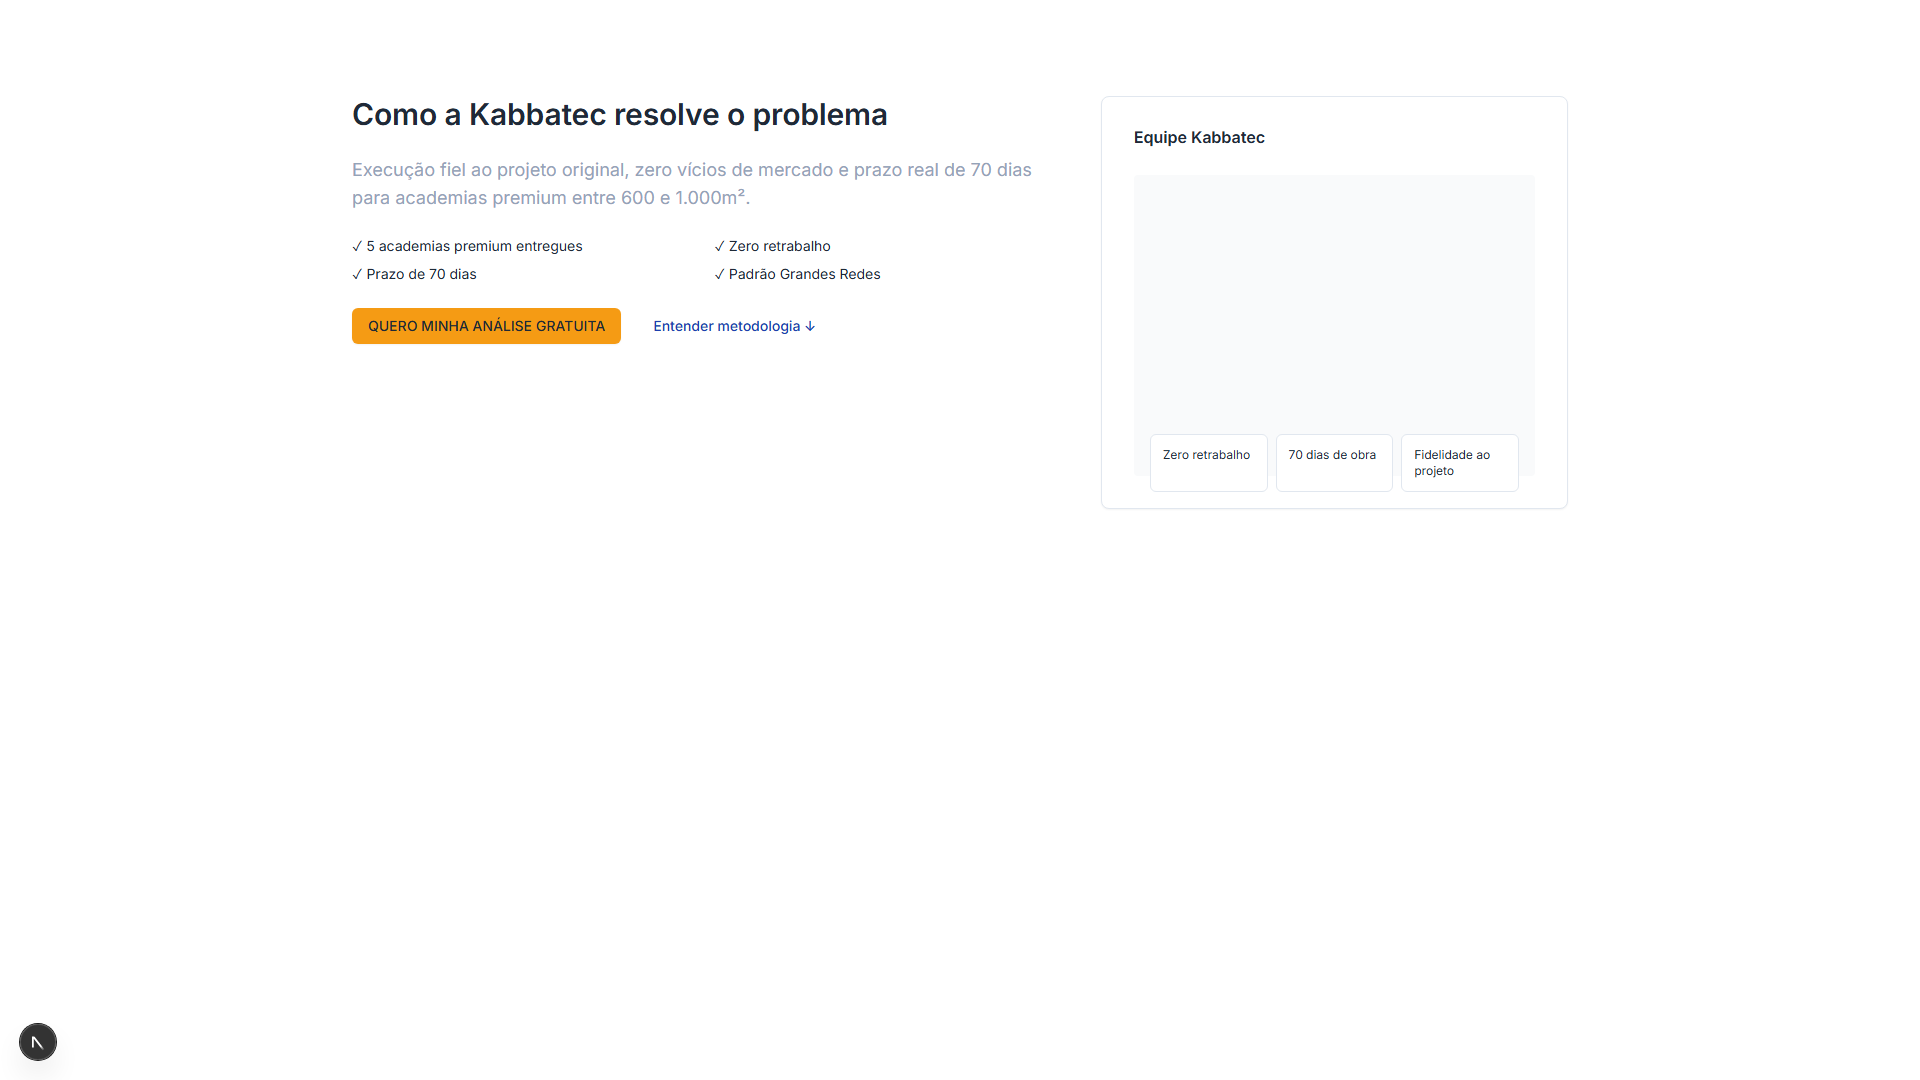 Como a Kabbatec resolve o problema
Execução fiel ao projeto original, zero vícios de mercado e prazo real de 70 dias
para academias premium entre 600 e 1.000m².
✓ 5 academias premium entregues
✓ Zero retrabalho
✓ Prazo de 70 dias
✓ Padrão Grandes Redes
QUERO MINHA ANÁLISE GRATUITA
Entender metodologia ↓
Equipe Kabbatec
Zero retrabalho
70 dias de obra
Fidelidade ao
projeto